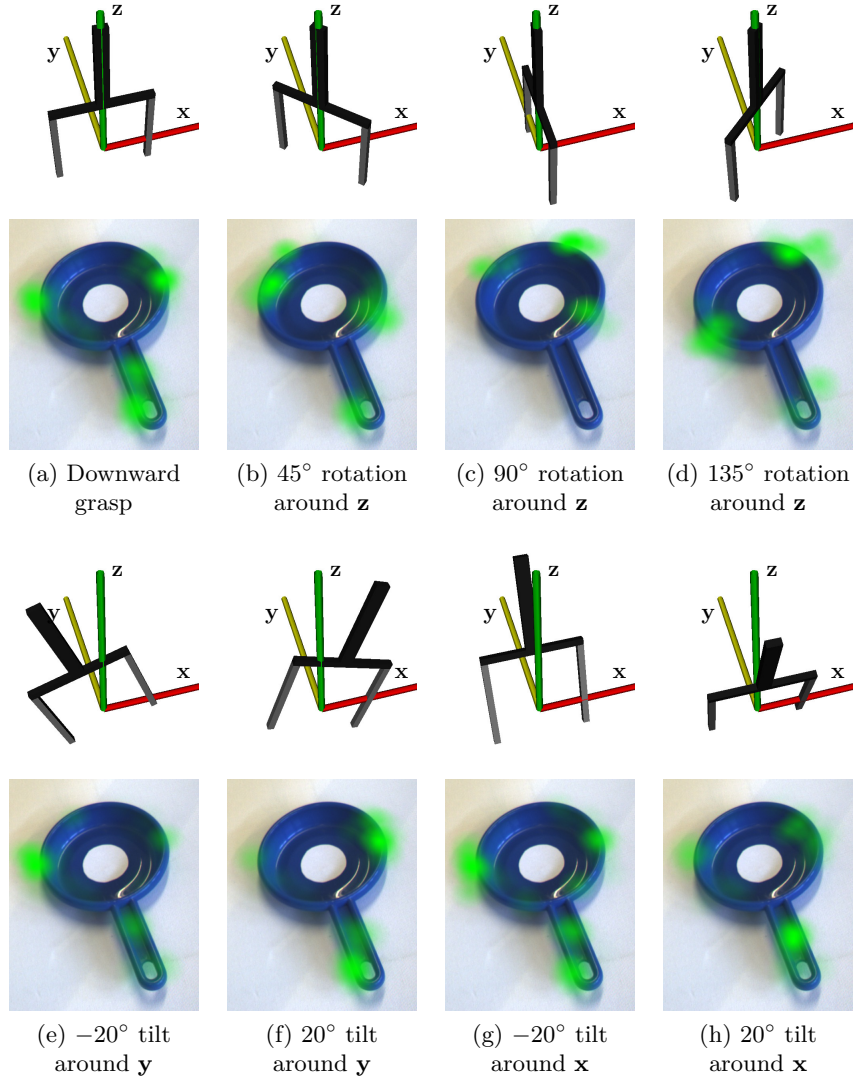 z z z z
y y y y
x x x x
(a) Downward (b) 45° rotation (c) 90° rotation (d) 135° rotation
grasp around z around z around z
z z z z
y y y y
x x x x
(e) −20° tilt (f) 20° tilt (g) −20° tilt (h) 20° tilt
around y around y around x around x